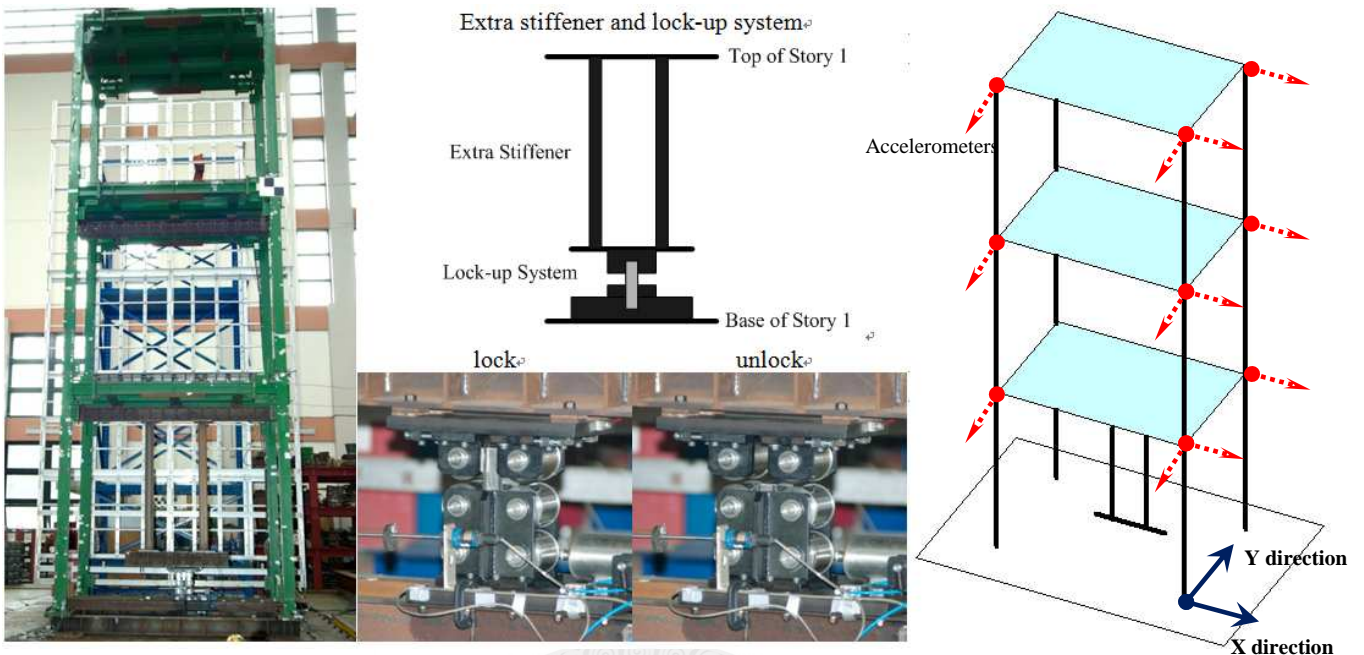 Extra stiffener and lock-up system
Top of Story 1
Extra Stiffener
Lock-up System
Base of Story 1
lock
unlock
Accelerometers
Y direction
X direction